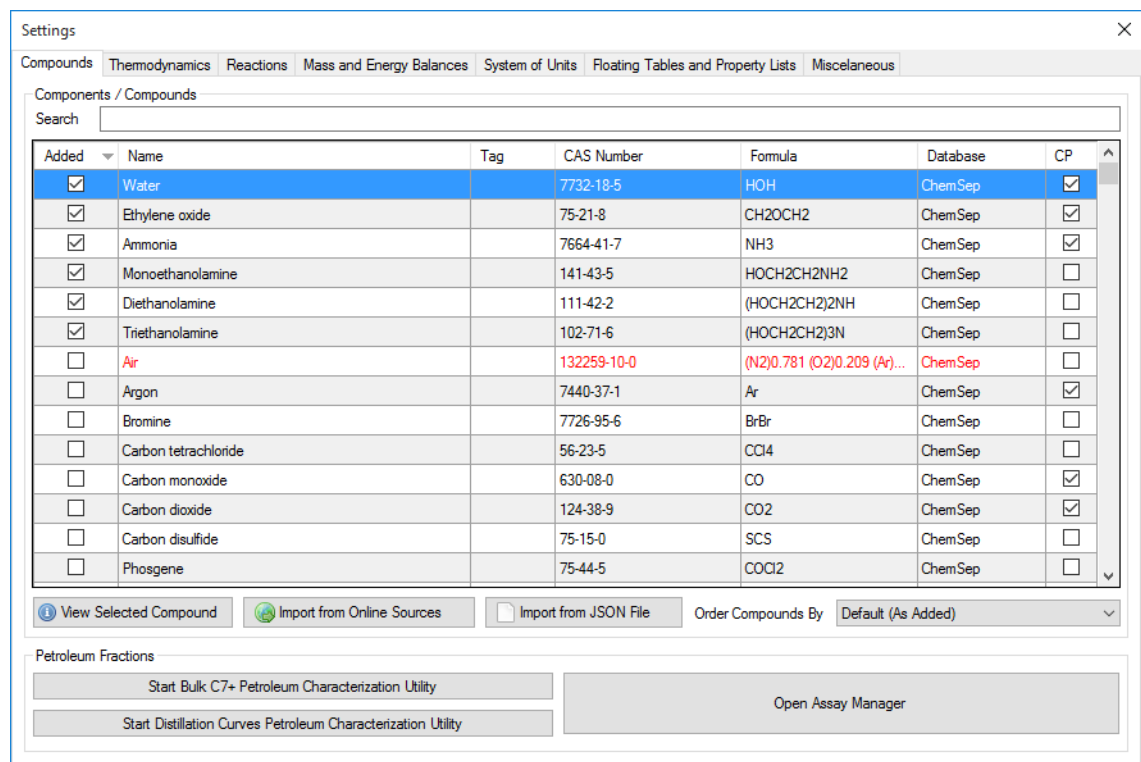 Settings
Compounds Thermodynamics Reactions Mass and Energy Balances System of Units Floating Tables and Property Lists Miscelaneous
Components / Compounds
Search
Added Name Tag CAS Number Formula Database CP
Water 7732-18-5 HOH ChemSep
Ethylene oxide 75-21-8 CH2OCH2 ChemSep
Ammonia 7664-41-7 NH3 ChemSep
Monoethanolamine 141-43-5 HOCH2CH2NH2 ChemSep
Diethanolamine 111-42-2 (HOCH2CH2)2NH ChemSep
Triethanolamine 102-71-6 (HOCH2CH2)3N ChemSep
Air 132259-10-0 (N2)0.781 (O2)0.209 (Ar)... ChemSep
Argon 7440-37-1 Ar ChemSep
Bromine 7726-95-6 BrBr ChemSep
Carbon tetrachloride 56-23-5 CCl4 ChemSep
Carbon monoxide 630-08-0 CO ChemSep
Carbon dioxide 124-38-9 CO2 ChemSep
Carbon disulfide 75-15-0 SCS ChemSep
Phosgene 75-44-5 COCl2 ChemSep
View Selected Compound Import from Online Sources Import from JSON File Order Compounds By Default (As Added)
Petroleum Fractions
Start Bulk C7+ Petroleum Characterization Utility
Open Assay Manager
Start Distillation Curves Petroleum Characterization Utility